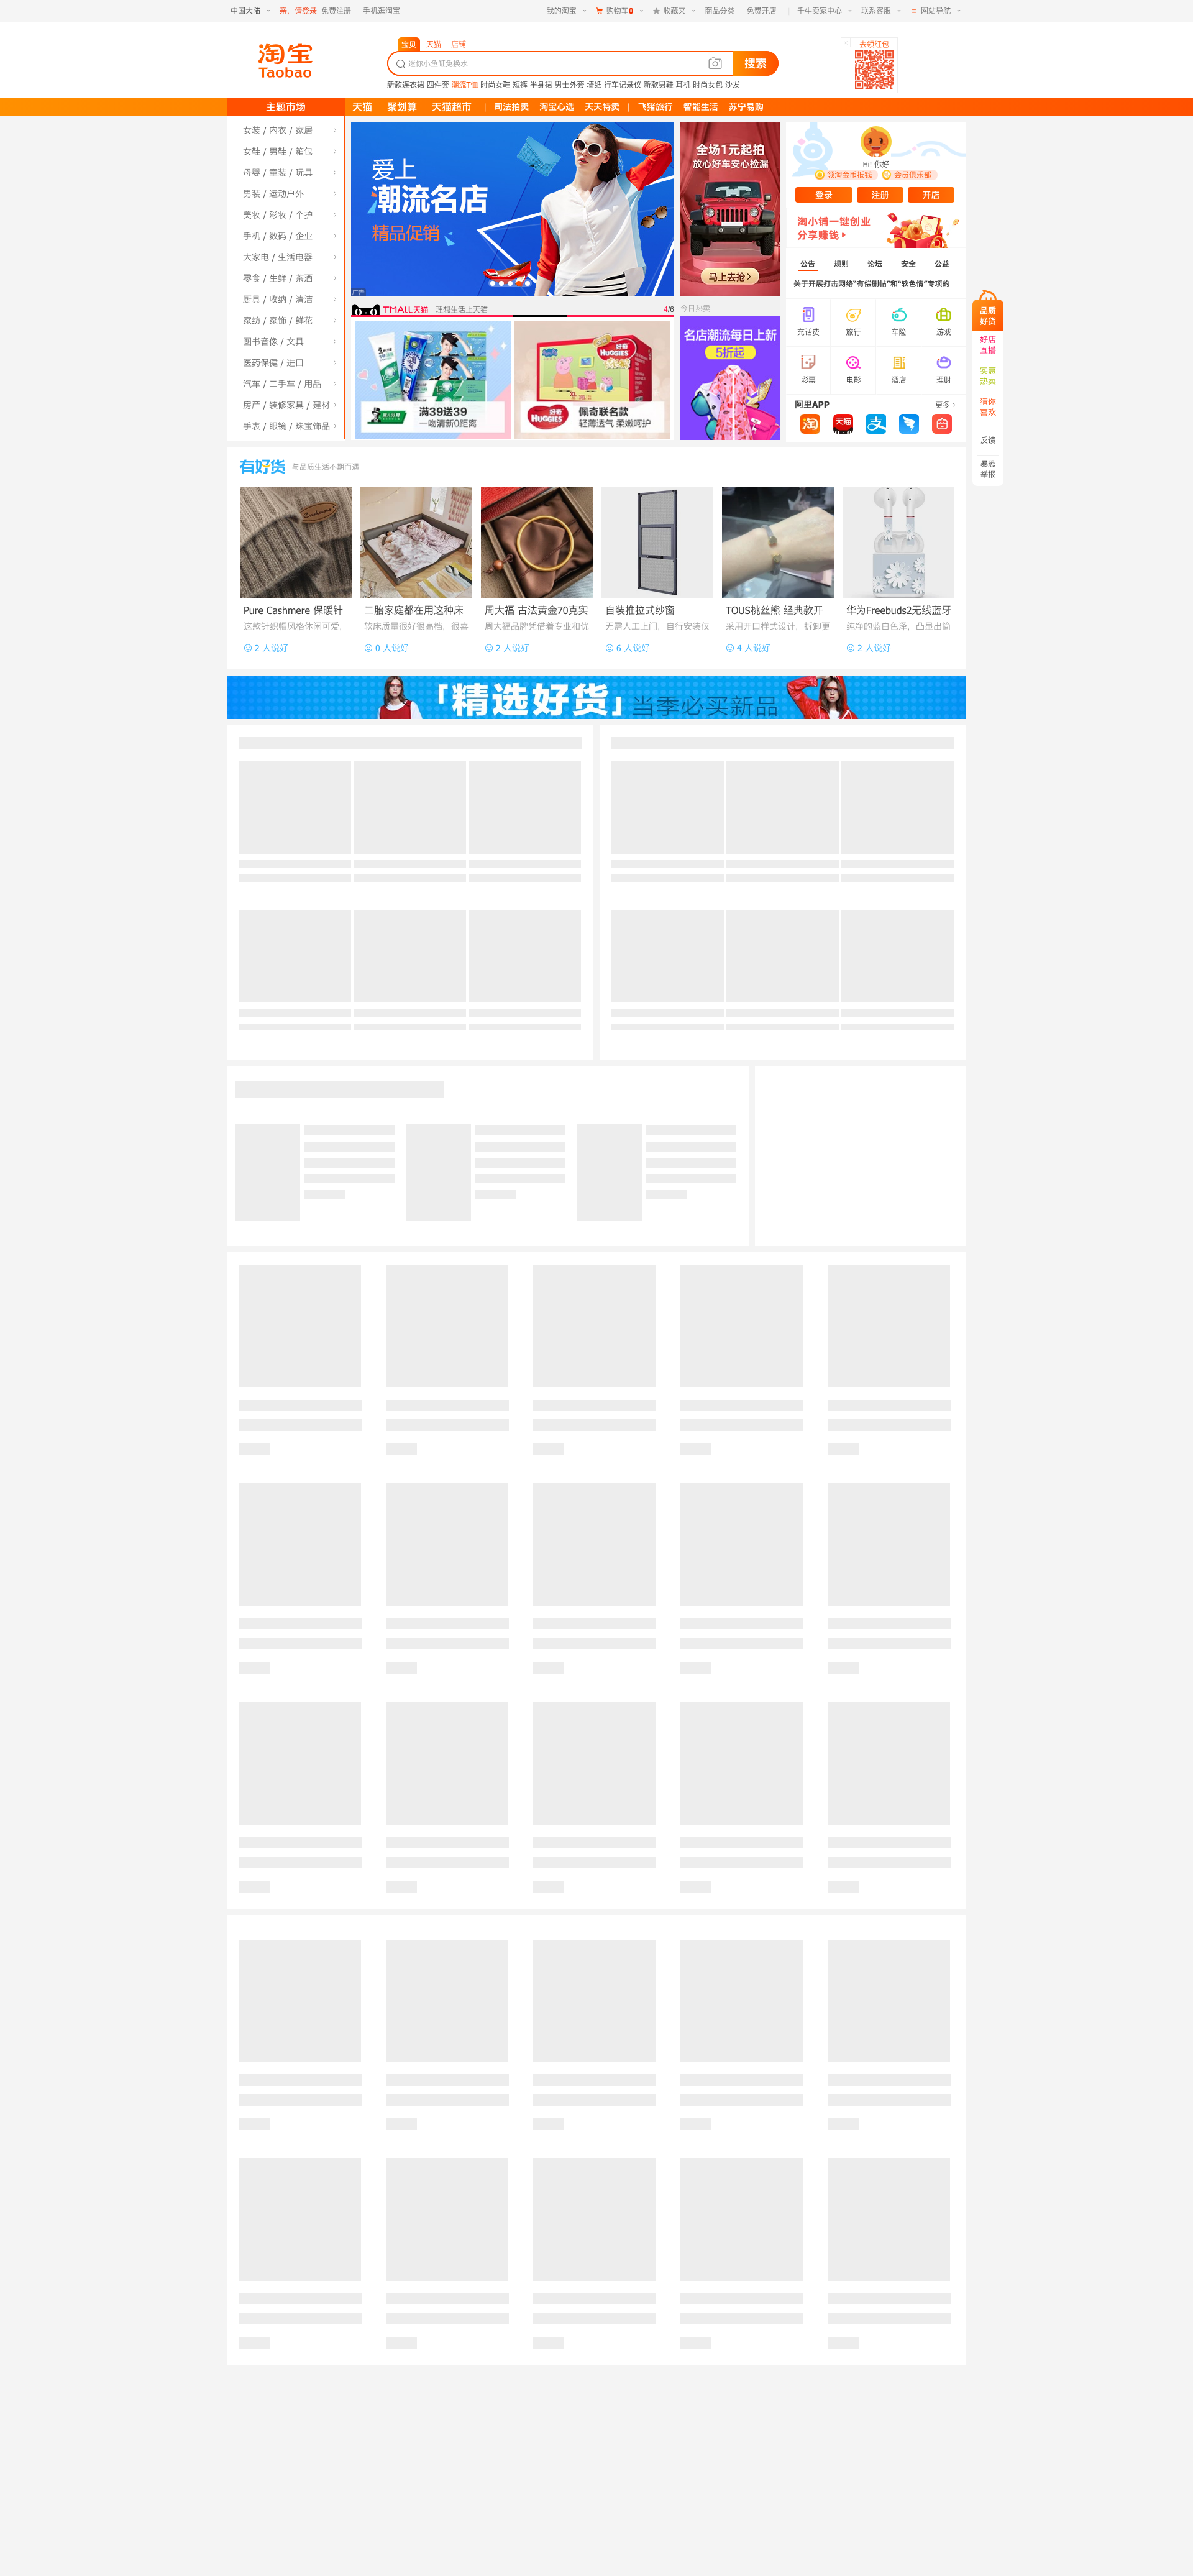 中国大陆 亲，请登录 免费注册 手机逛淘宝 我的淘宝 购物车0 收藏夹 商品分类 免费开店 千牛卖家中心 联系客服 网站导航
淘宝
Taobao
宝贝 天猫 店铺
送你小鱼缸免换水
搜索
新款连衣裙 四件套 潮流T恤 时尚女鞋 短裤 半身裙 男士外套 墙纸 行车记录仪 新款男鞋 耳机 时尚女包 沙发
去领红包
主题市场 天猫 聚划算 天猫超市 | 司法拍卖 淘宝心选 天天特卖 | 飞猪旅行 智能生活 苏宁易购
女装 / 内衣 / 家居
女鞋 / 男鞋 / 箱包
母婴 / 童装 / 玩具
男装 / 运动户外
美妆 / 彩妆 / 个护
手机 / 数码 / 企业
大家电 / 生活电器
零食 / 生鲜 / 茶酒
厨具 / 收纳 / 清洁
家纺 / 家饰 / 鲜花
图书音像 / 文具
医药保健 / 进口
汽车 / 二手车 / 用品
房产 / 装修家具 / 建材
手表 / 眼镜 / 珠宝饰品
爱上
潮流名店
精品促销
广告
TMALL天猫 理想生活上天猫 4/6
满39送39
一吻清新0距离
HUGGIES
好奇
Huggies
佩奇联名款
轻薄透气 柔嫩呵护
全场1元起拍
放心好车安心捡漏
马上去抢
今日热卖
名店潮流每日上新
5折起
Hi! 你好
领淘金币抵钱 会员俱乐部
登录 注册 开店
淘小铺一键创业
分享赚钱
公告 规则 论坛 安全 公益
关于开展打击网络"有偿删帖"和"软色情"专项的
充话费 旅行 车险 游戏
彩票 电影 酒店 理财
阿里APP 更多
淘 天猫 支
品质
好货
好店
直播
实惠
热卖
猜你
喜欢
反馈
暴恐
举报
有好货 与品质生活不期而遇
Cashmere
Pure Cashmere 保暖针
这款针织帽风格休闲可爱，
2 人说好
二胎家庭都在用这种床
软床质量很好很高档，很喜
0 人说好
周大福 古法黄金70克实
周大福品牌凭借着专业和优
2 人说好
自装推拉式纱窗
无需人工上门，自行安装仅
6 人说好
TOUS桃丝熊 经典款开
采用开口样式设计，拆卸更
4 人说好
华为Freebuds2无线蓝牙
纯净的蓝白色泽，凸显出简
2 人说好
「精选好货」当季必买新品